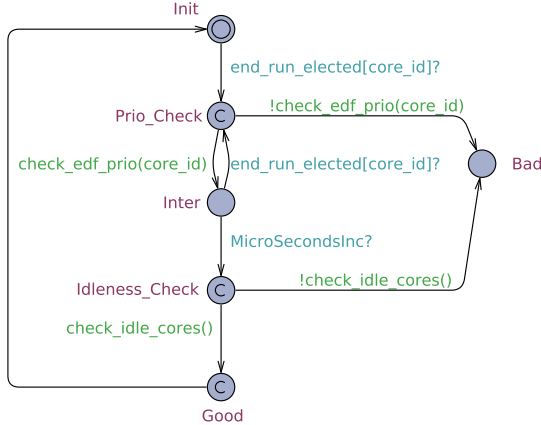 Init
end_run_elected[core_id]?
!check_edf_prio(core_id)
Prio_Check
C
check_edf_prio(core_id)
end_run_elected[core_id]?
Bad
Inter
MicroSecondsInc?
!check_idle_cores()
Idleness_Check
C
check_idle_cores()
C
Good